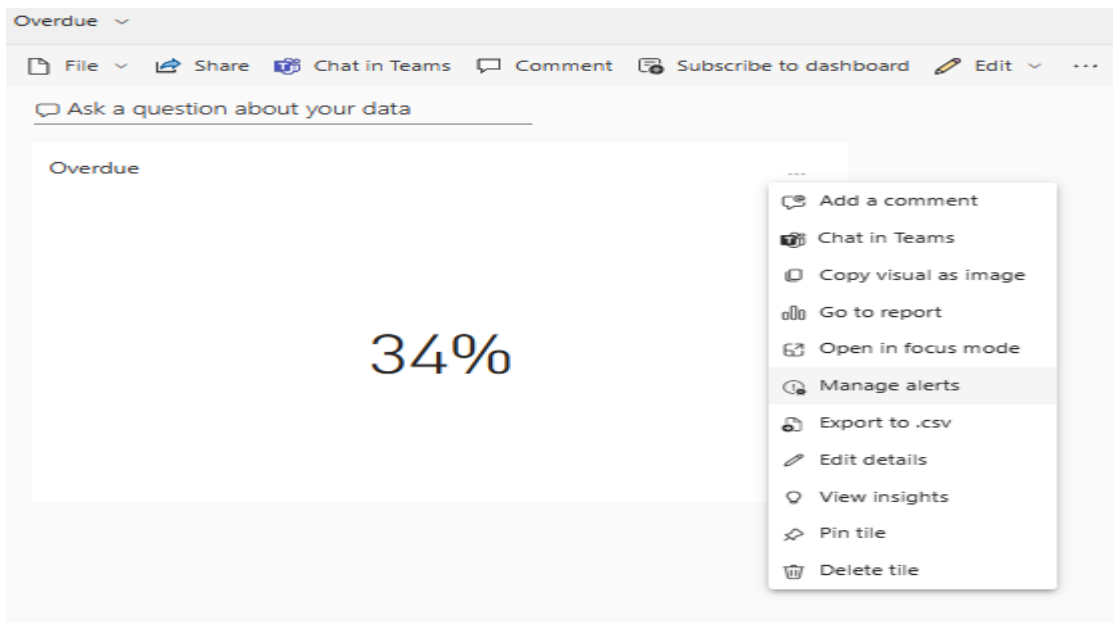 Overdue
File Share Chat in Teams Comment Subscribe to dashboard Edit ...
Ask a question about your data
Overdue
...
34%
Add a comment
Chat in Teams
Copy visual as image
Go to report
Open in focus mode
Manage alerts
Export to .csv
Edit details
View insights
Pin tile
Delete tile